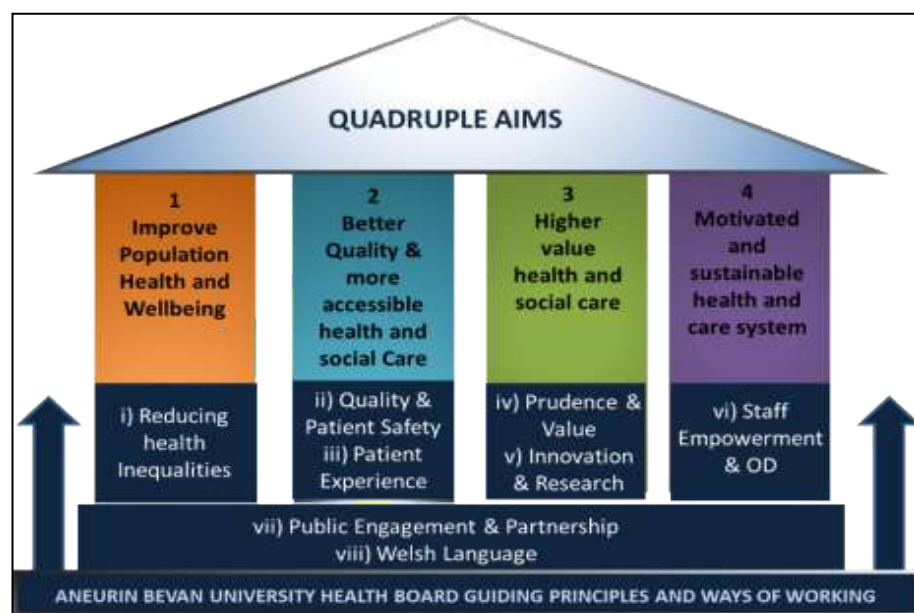 QUADRUPLE AIMS
1
Improve
Population
Health and
Wellbeing
2
Better
Quality &
more
accessible
health and
social Care
3
Higher
value
health and
social care
4
Motivated
and
sustainable
health and
care system
i) Reducing
health
Inequalities
ii) Quality &
Patient Safety
iii) Patient
Experience
iv) Prudence &
Value
v) Innovation
& Research
vi) Staff
Empowerment
& OD
vii) Public Engagement & Partnership
viii) Welsh Language
ANEURIN BEVAN UNIVERSITY HEALTH BOARD GUIDING PRINCIPLES AND WAYS OF WORKING